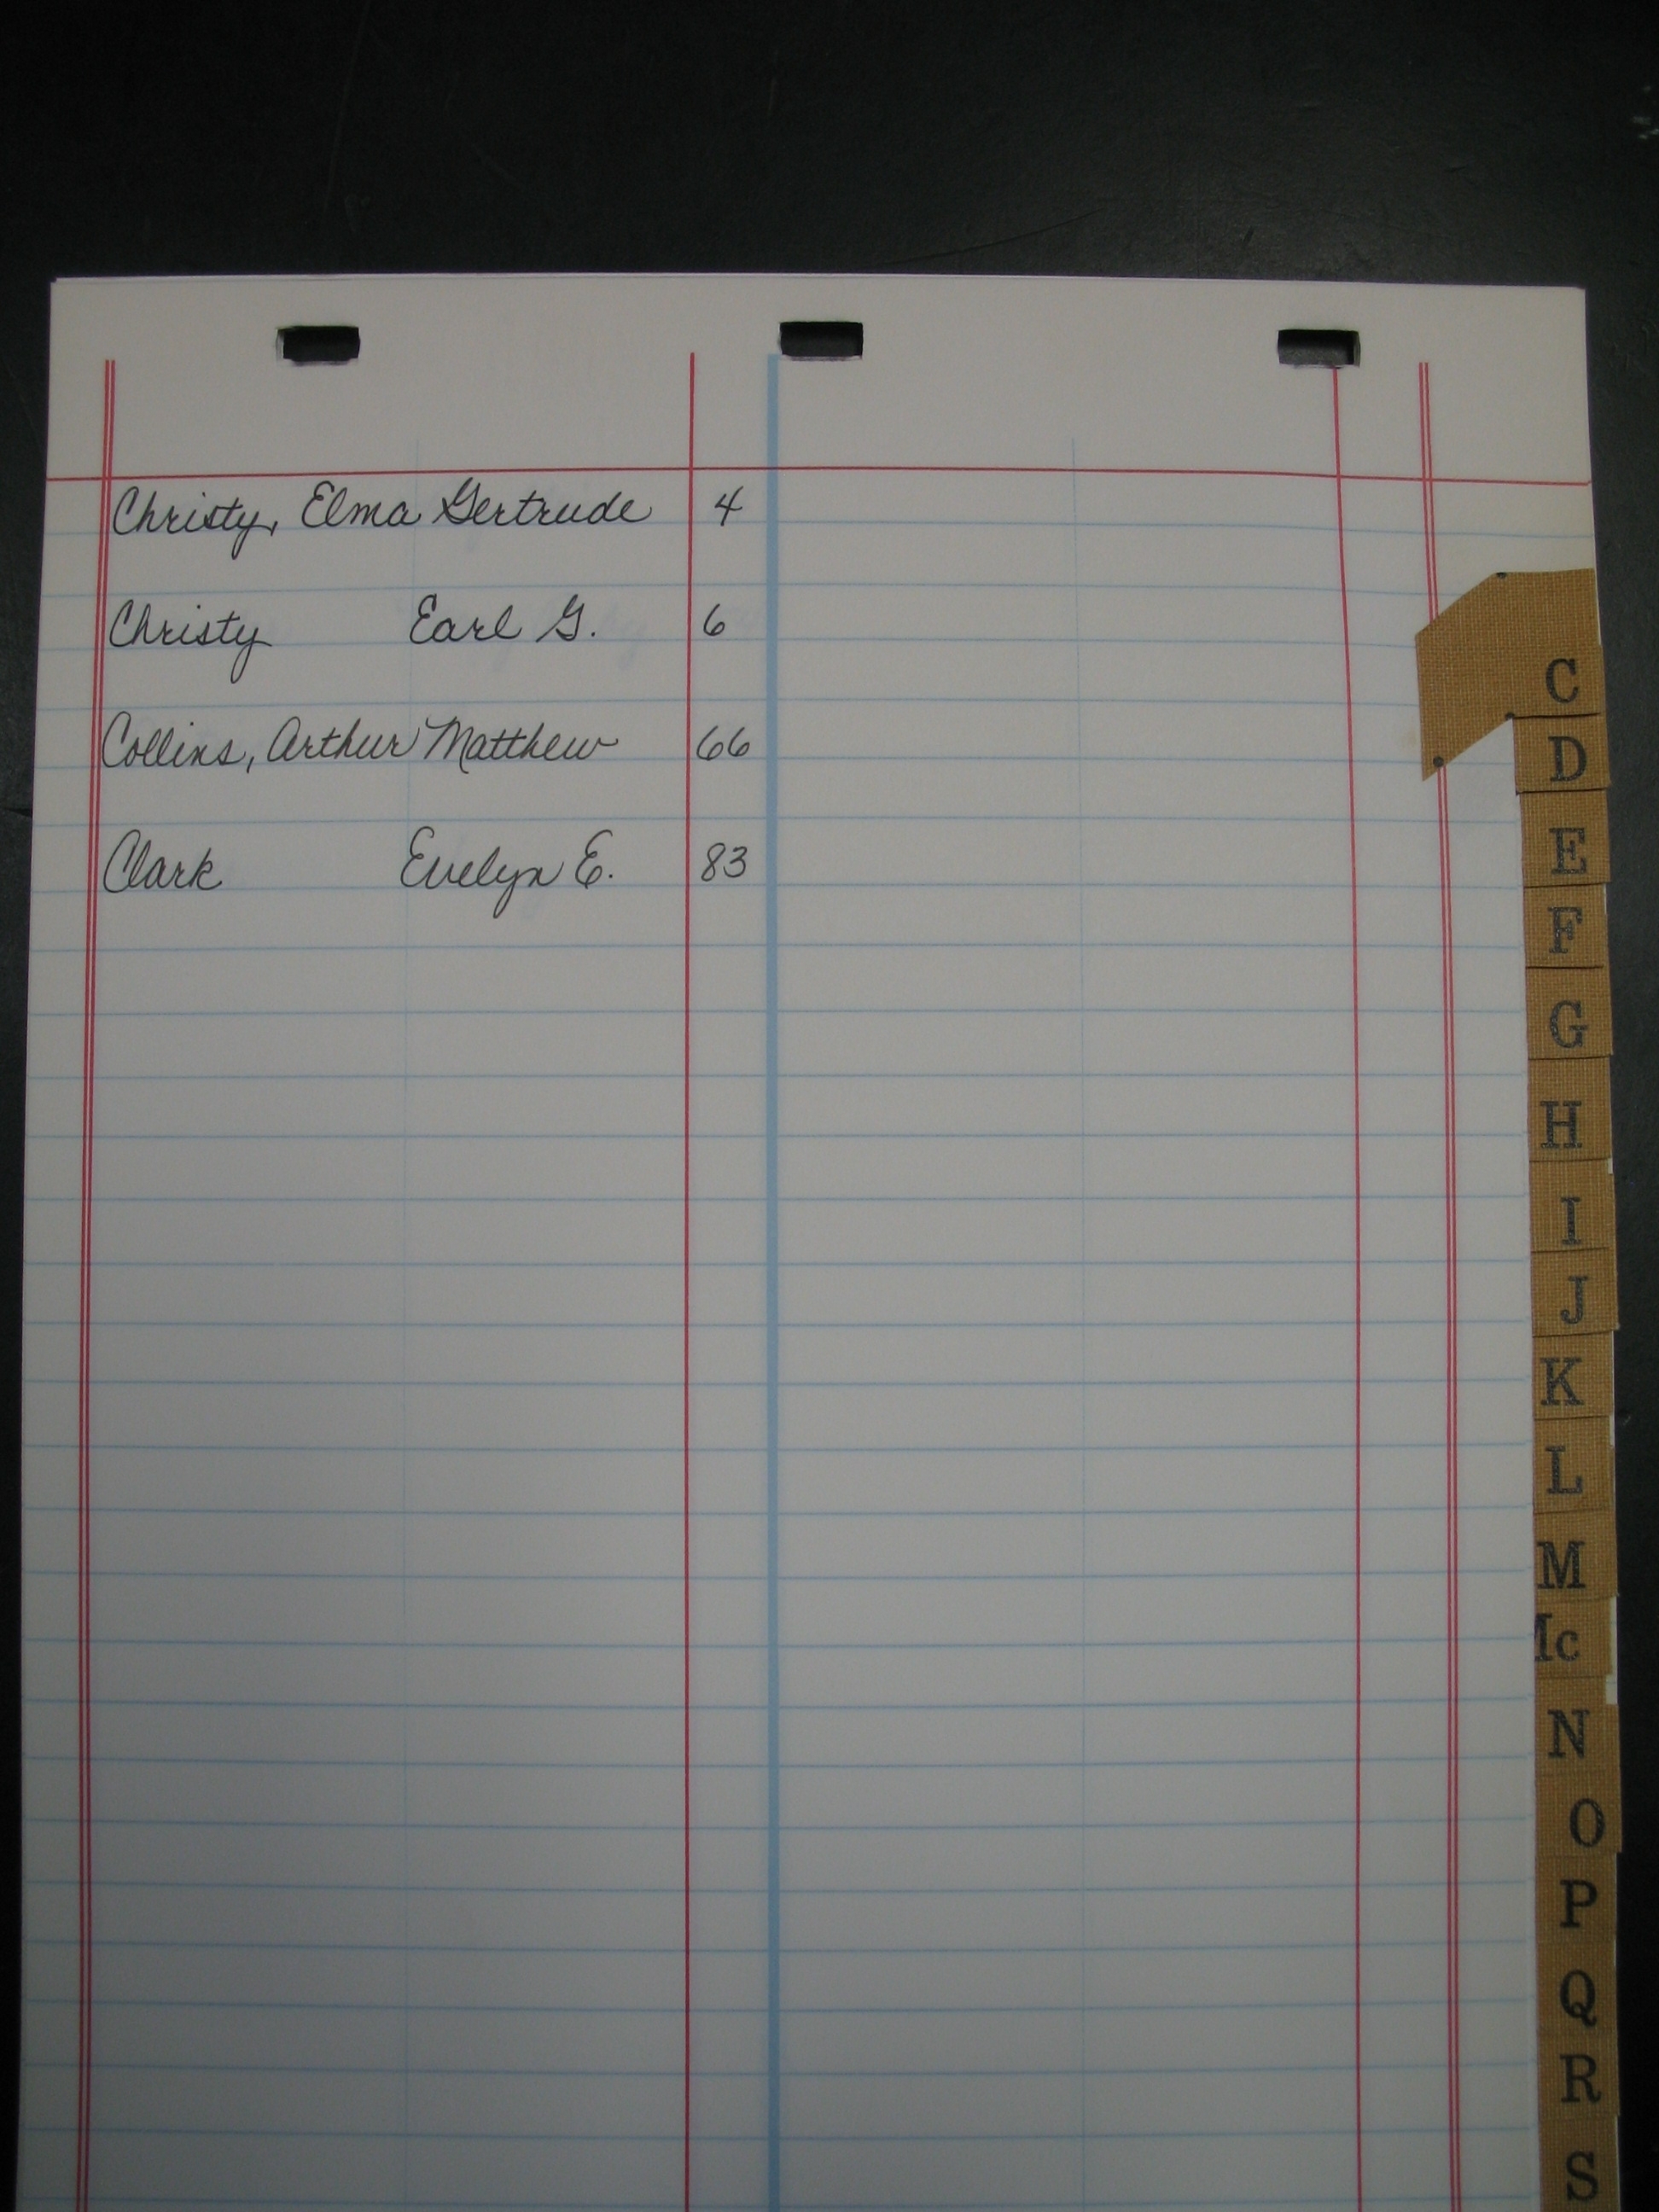 Christy, Elma Gertrude 4
Christy Earl G. 6
Collins, Arthur Matthew 66
Clark Evelyn E. 83
C
D
E
F
G
H
I
J
K
L
M
Mc
N
O
P
Q
R
S